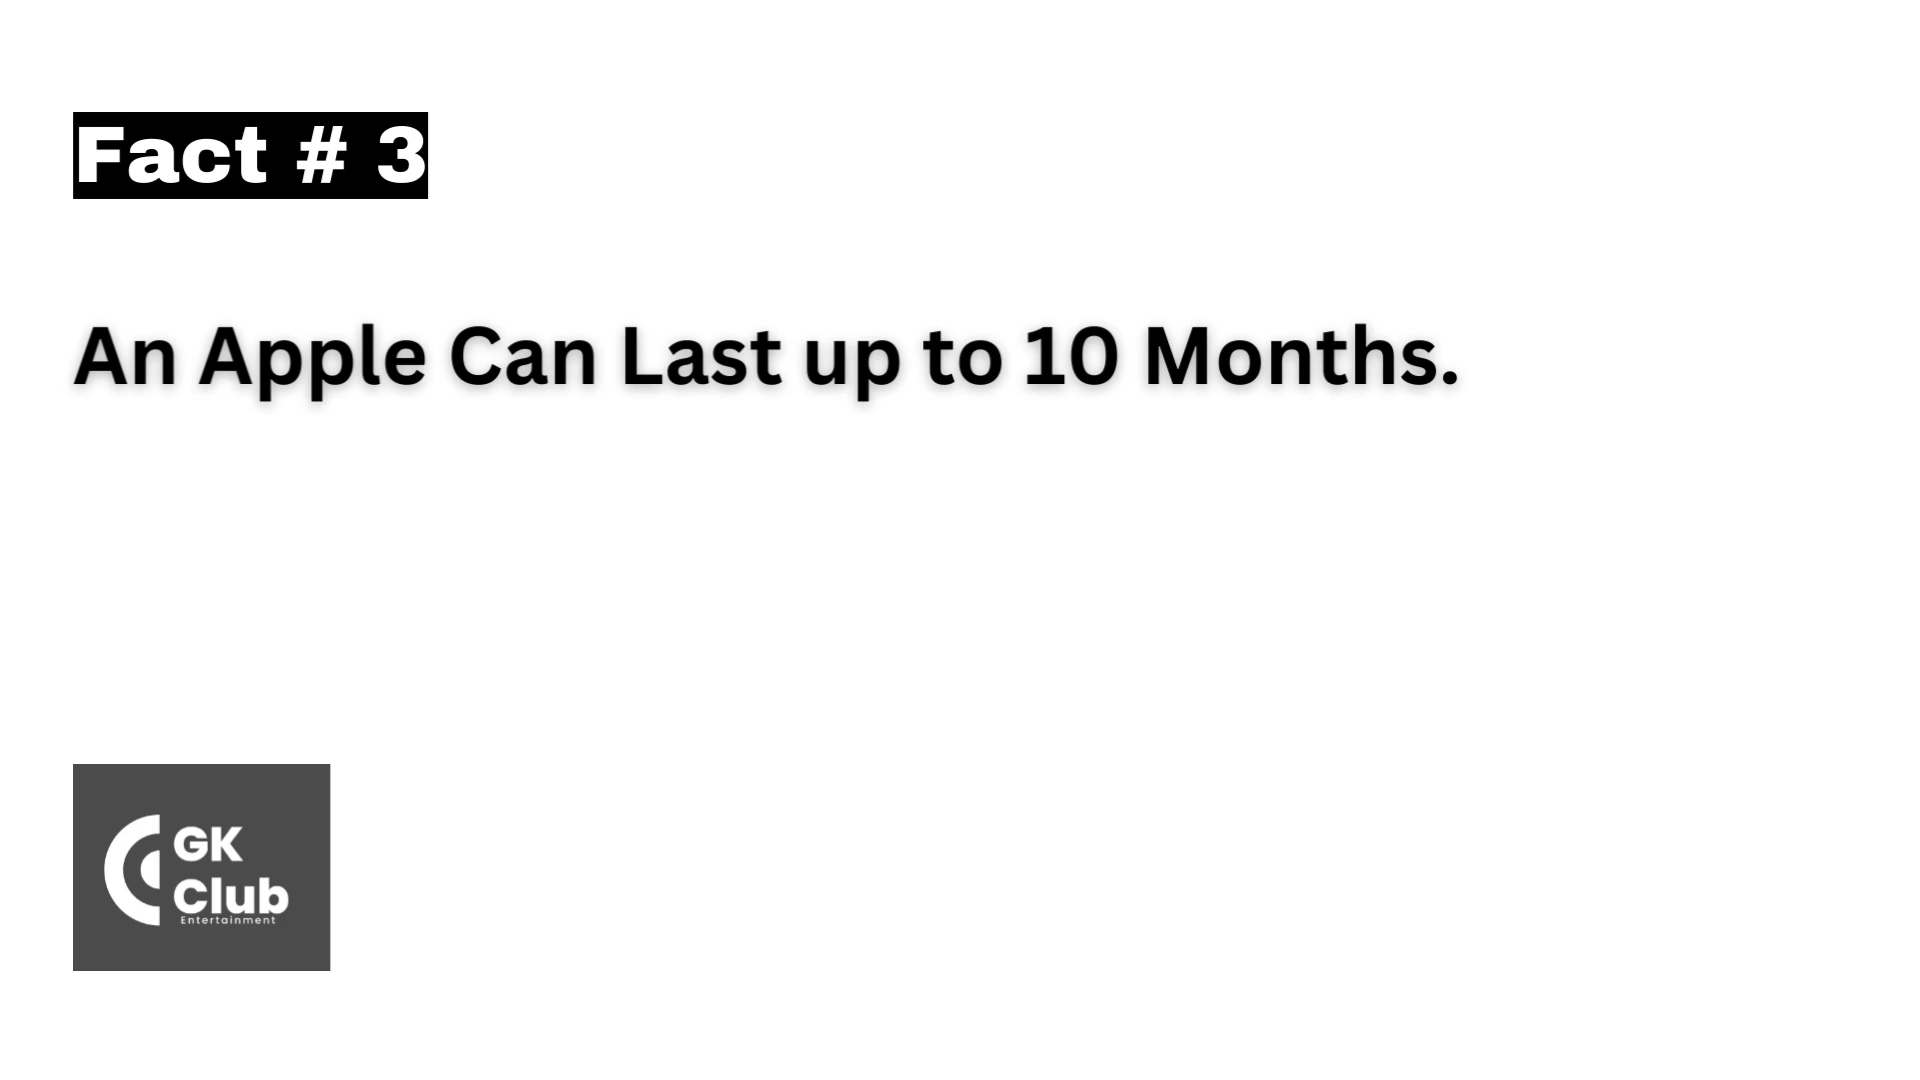 Fact # 3
An Apple Can Last up to 10 Months.
GK
Club
Entertainment